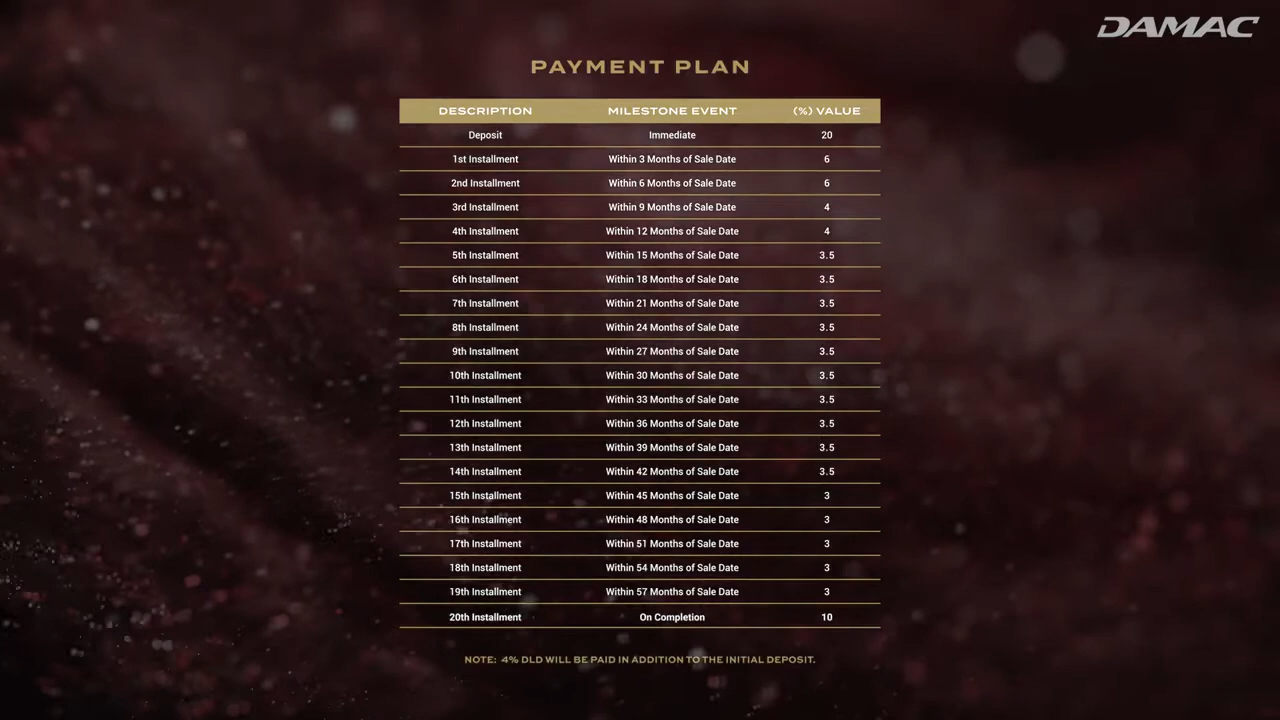 DAMAC
PAYMENT PLAN
DESCRIPTION MILESTONE EVENT (%) VALUE
Deposit Immediate 20
1st Installment Within 3 Months of Sale Date 6
2nd Installment Within 6 Months of Sale Date 6
3rd Installment Within 9 Months of Sale Date 4
4th Installment Within 12 Months of Sale Date 4
5th Installment Within 15 Months of Sale Date 3.5
6th Installment Within 18 Months of Sale Date 3.5
7th Installment Within 21 Months of Sale Date 3.5
8th Installment Within 24 Months of Sale Date 3.5
9th Installment Within 27 Months of Sale Date 3.5
10th Installment Within 30 Months of Sale Date 3.5
11th Installment Within 33 Months of Sale Date 3.5
12th Installment Within 36 Months of Sale Date 3.5
13th Installment Within 39 Months of Sale Date 3.5
14th Installment Within 42 Months of Sale Date 3.5
15th Installment Within 45 Months of Sale Date 3
16th Installment Within 48 Months of Sale Date 3
17th Installment Within 51 Months of Sale Date 3
18th Installment Within 54 Months of Sale Date 3
19th Installment Within 57 Months of Sale Date 3
20th Installment On Completion 10
NOTE: 4% DLD WILL BE PAID IN ADDITION TO THE INITIAL DEPOSIT.